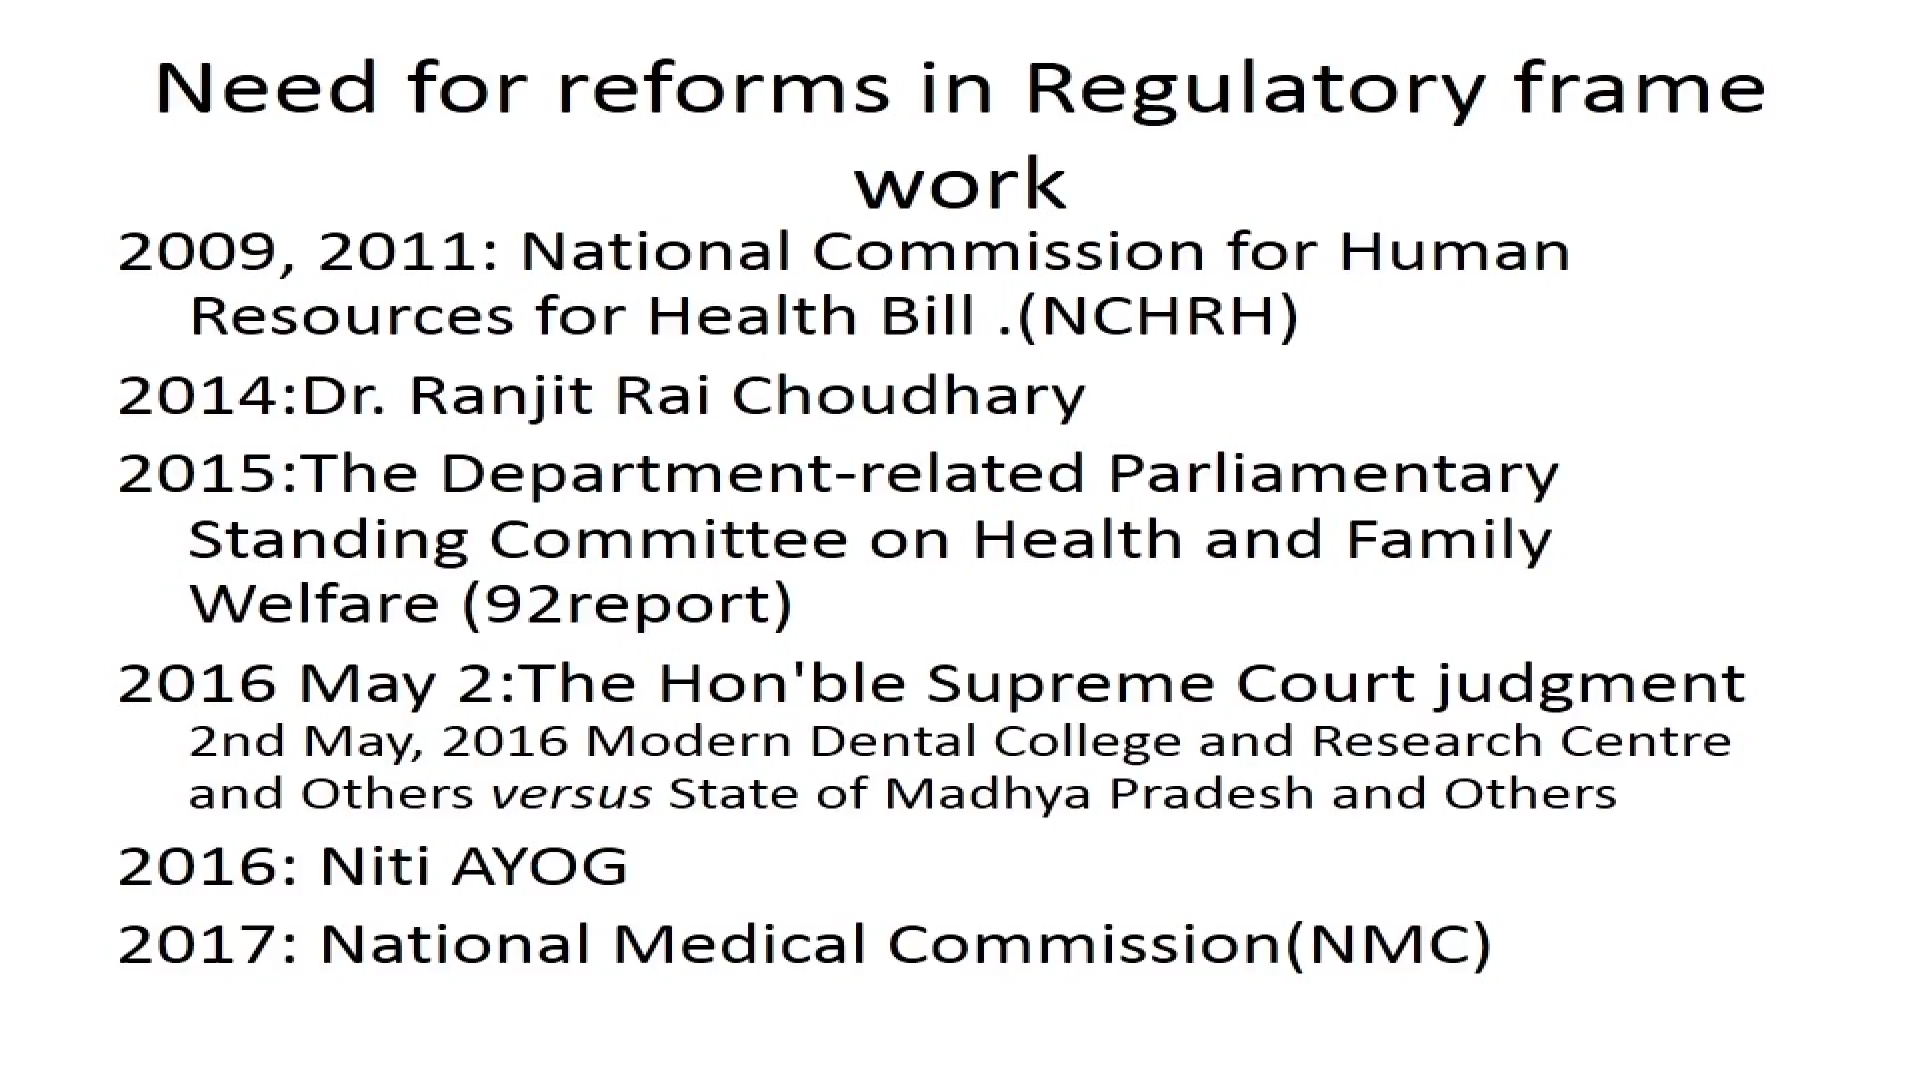 Need for reforms in Regulatory frame
work
2009, 2011: National Commission for Human
Resources for Health Bill .(NCHRH)
2014:Dr. Ranjit Rai Choudhary
2015:The Department-related Parliamentary
Standing Committee on Health and Family
Welfare (92report)
2016 May 2:The Hon'ble Supreme Court judgment
2nd May, 2016 Modern Dental College and Research Centre
and Others versus State of Madhya Pradesh and Others
2016: Niti AYOG
2017: National Medical Commission(NMC)